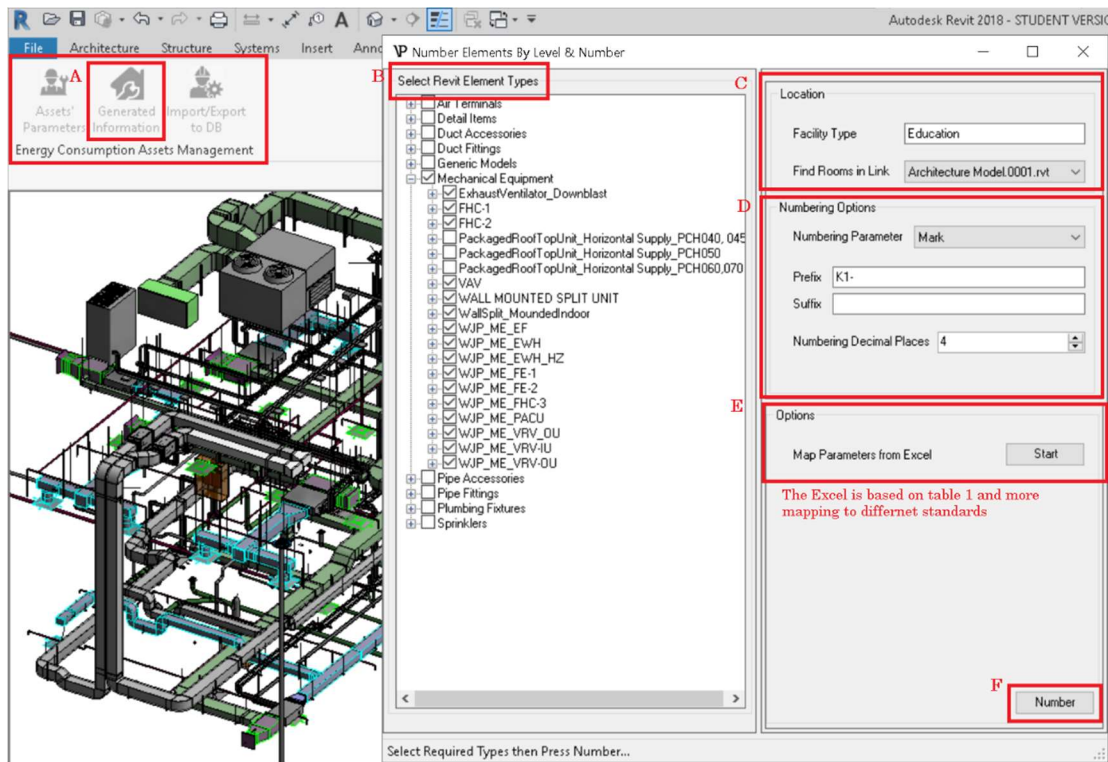 Autodesk Revit 2018 - STUDENT VERSIO
File Architecture Structure Systems Insert Anno
A
Assets' Parameters
Generated Information
Import/Export to DB
Energy Consumption Assets Management
Number Elements By Level & Number
B
Select Revit Element Types
Air Terminals
Detail Items
Duct Accessories
Duct Fittings
Generic Models
Mechanical Equipment
ExhaustVentilator_Downblast
FHC-1
FHC-2
PackagedRoofTopUnit_Horizontal Supply_PCH040, 045
PackagedRoofTopUnit_Horizontal Supply_PCH050
PackagedRoofTopUnit_Horizontal Supply_PCH060,070
VAV
WALL MOUNTED SPLIT UNIT
WallSplit_MoundedIndoor
WJP_ME_EF
WJP_ME_EWH
WJP_ME_EWH_HZ
WJP_ME_FE-1
WJP_ME_FE-2
WJP_ME_FHC-3
WJP_ME_PACU
WJP_ME_VRV_OU
WJP_ME_VRV-IU
WJP_ME_VRV-OU
Pipe Accessories
Pipe Fittings
Plumbing Fixtures
Sprinklers
C
Location
Facility Type Education
Find Rooms in Link Architecture Model.0001.rvt
D
Numbering Options
Numbering Parameter Mark
Prefix K1-
Suffix
Numbering Decimal Places 4
E
Options
Map Parameters from Excel Start
The Excel is based on table 1 and more
mapping to differnet standards
F
Number
Select Required Types then Press Number...